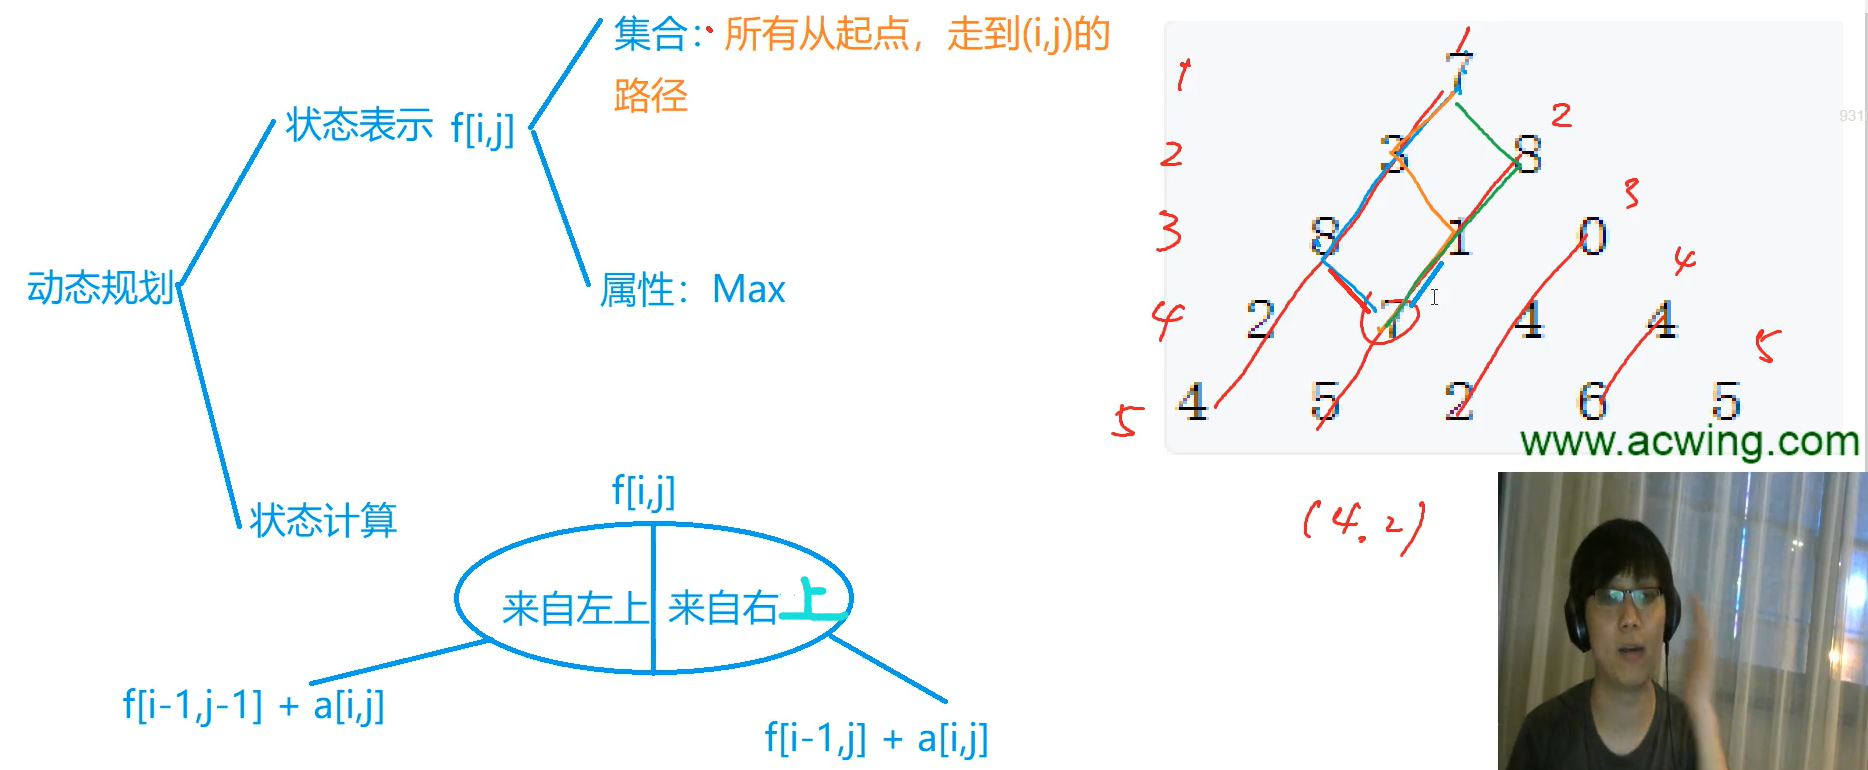 集合：所有从起点，走到(i,j)的
路径
状态表示 f[i,j]
动态规划
属性：Max
状态计算
f[i,j]
来自左上 来自右上
f[i-1,j-1] + a[i,j]
f[i-1,j] + a[i,j]
1 7
2 3 8 2
3 8 1 0 3
4 2 7 4 4 4
5 4 5 2 6 5 5
www.acwing.com
(4.2)
931